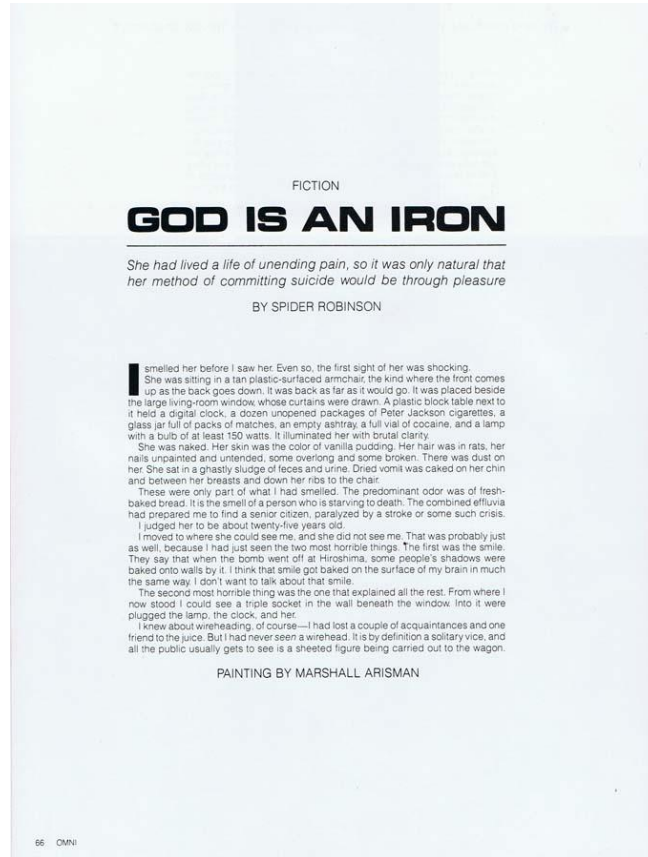 FICTION
GOD IS AN IRON
She had lived a life of unending pain, so it was only natural that
her method of committing suicide would be through pleasure
BY SPIDER ROBINSON
I smelled her before I saw her. Even so, the first sight of her was shocking.
She was sitting in a tan plastic-surfaced armchair, the kind where the front comes
up as the back goes down. It was back as far as it would go. It was placed beside
the large living-room window, whose curtains were drawn. A plastic block table next to
it held a digital clock, a dozen unopened packages of Peter Jackson cigarettes, a
glass jar full of packs of matches, an empty ashtray, a full vial of cocaine, and a lamp
with a bulb of at least 150 watts. It illuminated her with brutal clarity.
She was naked. Her skin was the color of vanilla pudding. Her hair was in rats, her
nails unpainted and untended, some overlong and some broken. There was dust on
her. She sat in a ghastly sludge of feces and urine. Dried vomit was caked on her chin
and between her breasts and down her ribs to the chair.
These were only part of what I had smelled. The predominant odor was of fresh-
baked bread. It is the smell of a person who is starving to death. The combined effluvia
had prepared me to find a senior citizen, paralyzed by a stroke or some such crisis.
I judged her to be about twenty-five years old.
I moved to where she could see me, and she did not see me. That was probably just
as well, because I had just seen the two most horrible things. The first was the smile.
They say that when the bomb went off at Hiroshima, some people's shadows were
baked onto walls by it. I think that smile got baked on the surface of my brain in much
the same way. I don't want to talk about that smile.
The second most horrible thing was the one that explained all the rest. From where I
now stood I could see a triple socket in the wall beneath the window. Into it were
plugged the lamp, the clock, and her.
I knew about wireheading, of course—I had lost a couple of acquaintances and one
friend to the juice. But I had never seen a wirehead. It is by definition a solitary vice, and
all the public usually gets to see is a sheeted figure being carried out to the wagon.
PAINTING BY MARSHALL ARISMAN
66 OMNI